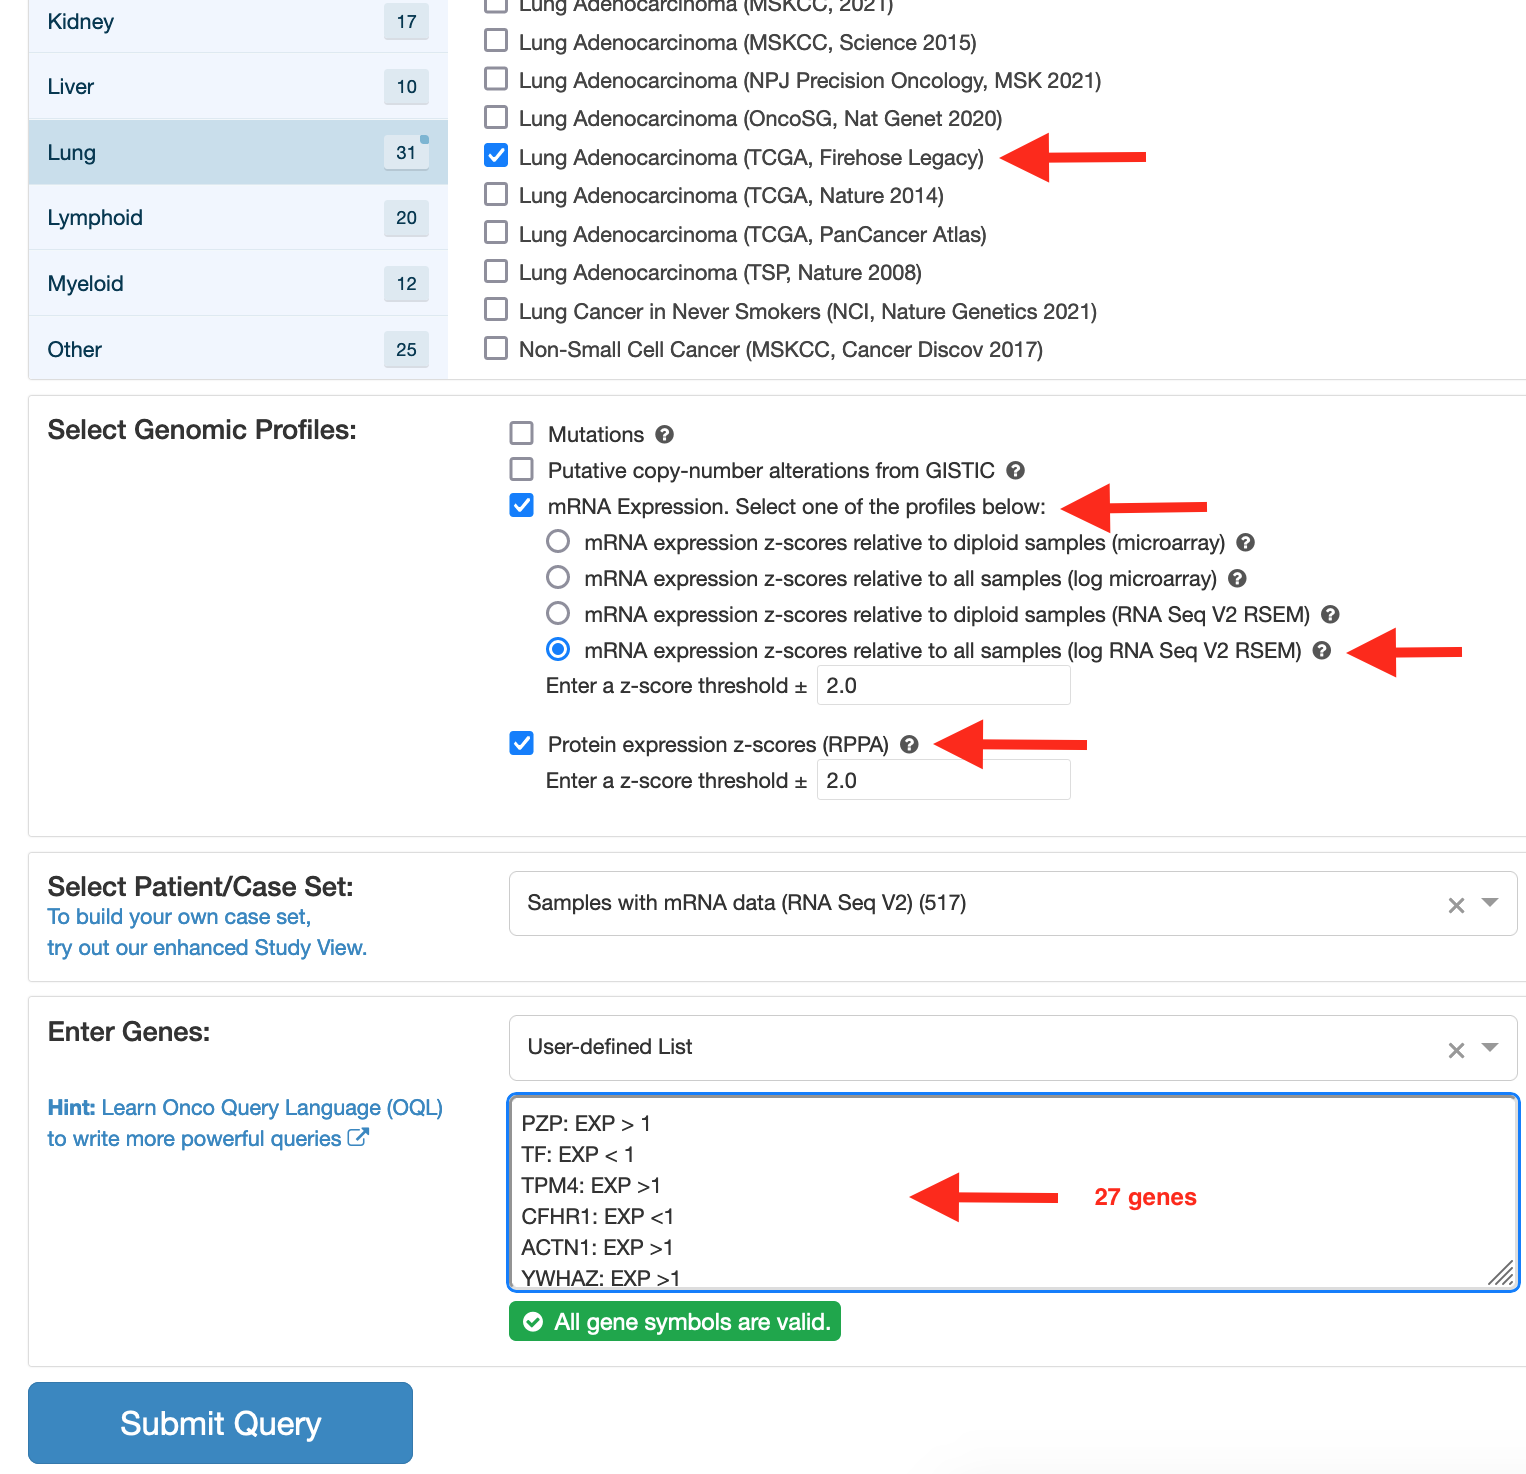 Kidney 17
Liver 10
Lung 31
Lymphoid 20
Myeloid 12
Other 25
Lung Adenocarcinoma (MSKCC, 2021)
Lung Adenocarcinoma (MSKCC, Science 2015)
Lung Adenocarcinoma (NPJ Precision Oncology, MSK 2021)
Lung Adenocarcinoma (OncoSG, Nat Genet 2020)
Lung Adenocarcinoma (TCGA, Firehose Legacy)
Lung Adenocarcinoma (TCGA, Nature 2014)
Lung Adenocarcinoma (TCGA, PanCancer Atlas)
Lung Adenocarcinoma (TSP, Nature 2008)
Lung Cancer in Never Smokers (NCI, Nature Genetics 2021)
Non-Small Cell Cancer (MSKCC, Cancer Discov 2017)
Select Genomic Profiles:
Mutations
Putative copy-number alterations from GISTIC
mRNA Expression. Select one of the profiles below:
mRNA expression z-scores relative to diploid samples (microarray)
mRNA expression z-scores relative to all samples (log microarray)
mRNA expression z-scores relative to diploid samples (RNA Seq V2 RSEM)
mRNA expression z-scores relative to all samples (log RNA Seq V2 RSEM)
Enter a z-score threshold ± 2.0
Protein expression z-scores (RPPA)
Enter a z-score threshold ± 2.0
Select Patient/Case Set:
To build your own case set,
try out our enhanced Study View.
Samples with mRNA data (RNA Seq V2) (517)
Enter Genes:
Hint: Learn Onco Query Language (OQL)
to write more powerful queries
User-defined List
PZP: EXP > 1
TF: EXP < 1
TPM4: EXP >1
CFHR1: EXP <1
ACTN1: EXP >1
YWHAZ: EXP >1
27 genes
All gene symbols are valid.
Submit Query